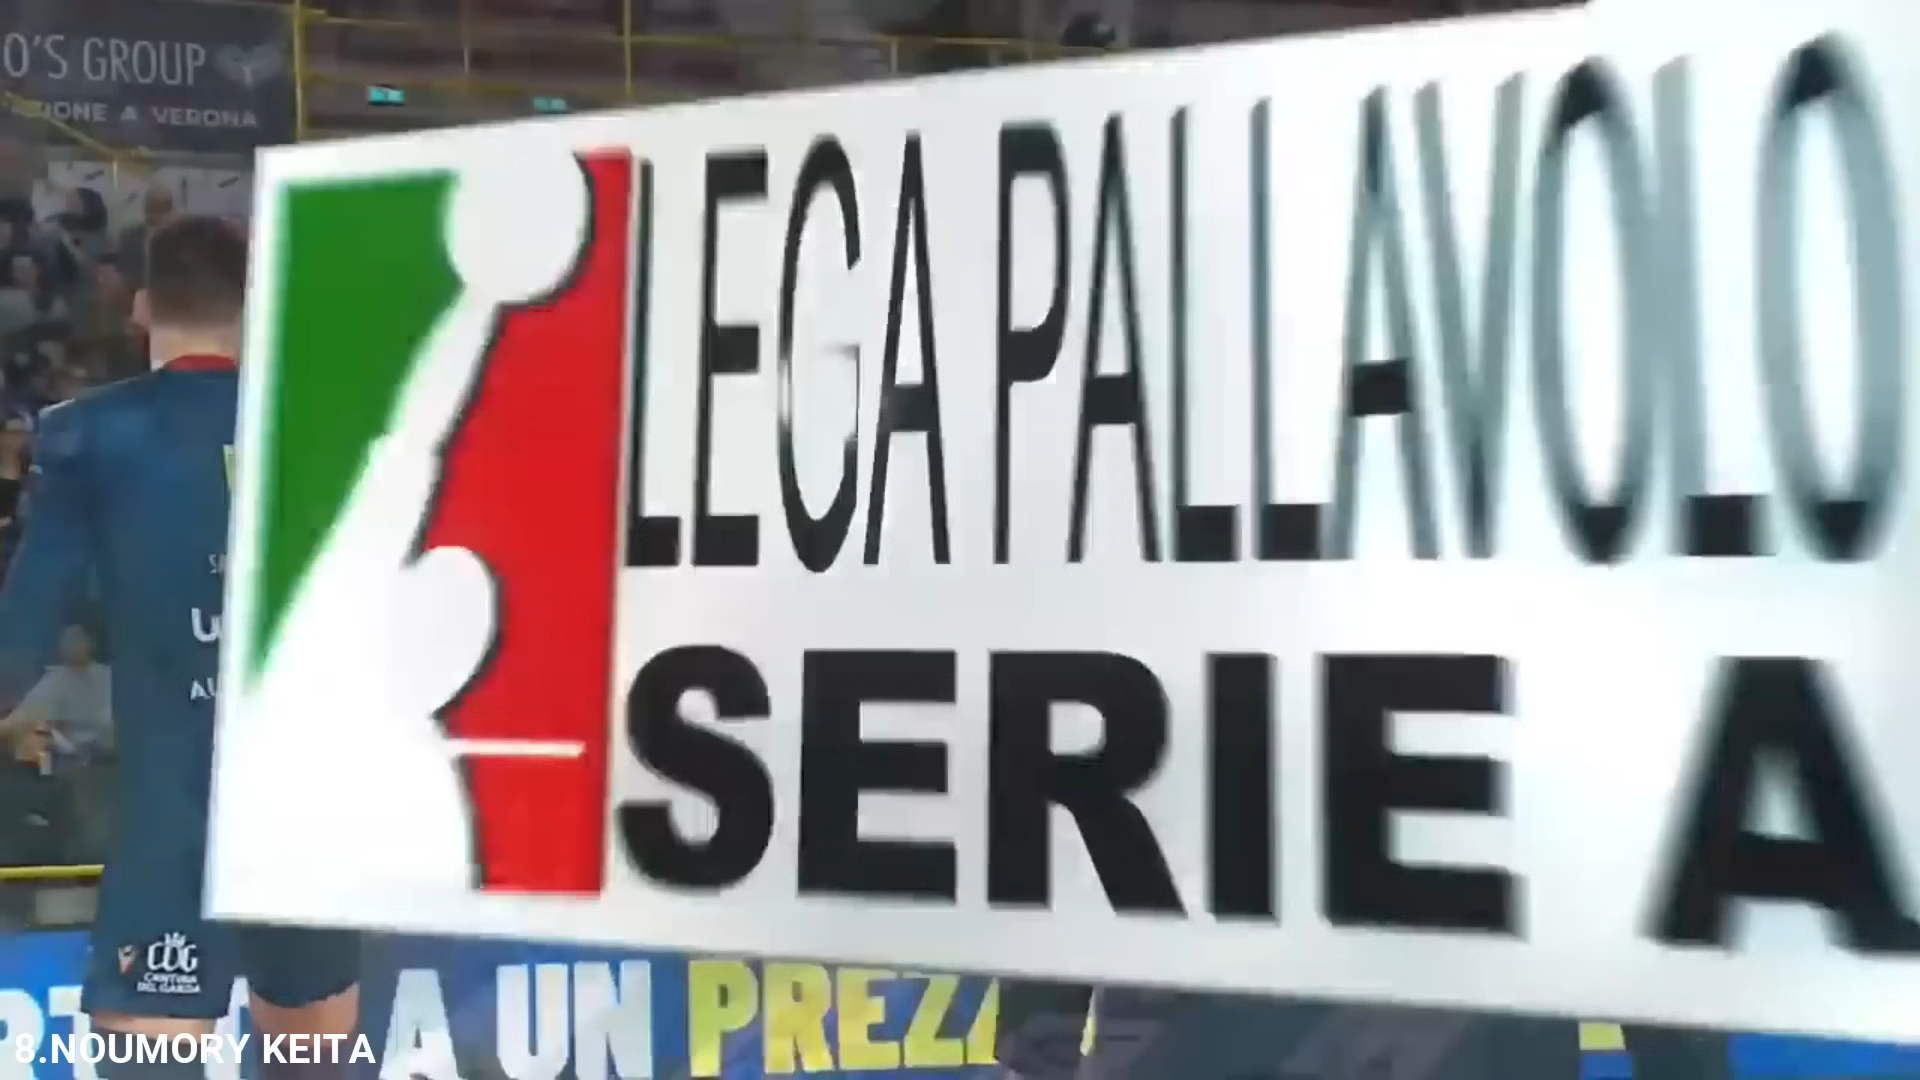 O'S GROUP
IONE A VERONA
LEGA PALLAVOLO
SERIE A
CDG
CANTINA
DEL GARDA
A UN PREZZ
8.NOUMORY KEITA